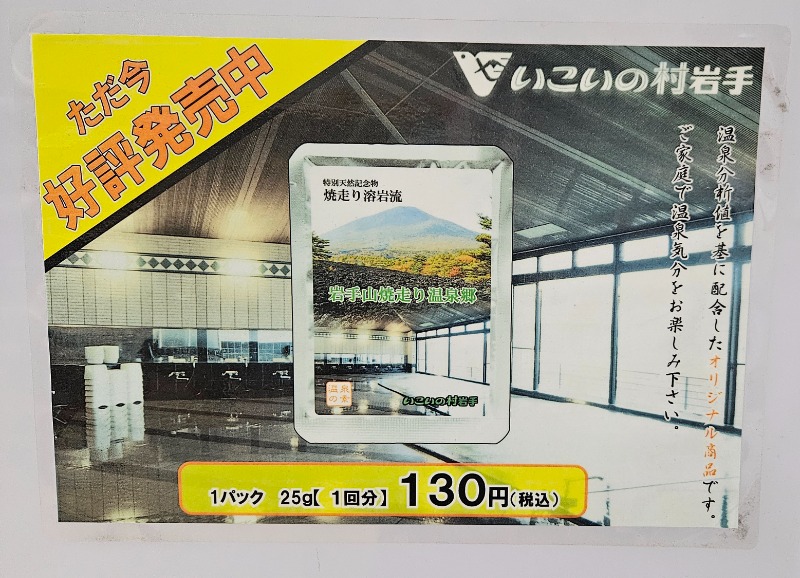 ただ今
好評発売中
いこいの村岩手
温泉分析値を基に配合したオリジナル商品です。
ご家庭で温泉気分をお楽しみ下さい。
特別天然記念物
焼走り溶岩流
岩手山焼走り温泉郷
温泉
の素
いこいの村岩手
1パック 25g【 1回分】 130円(税込)